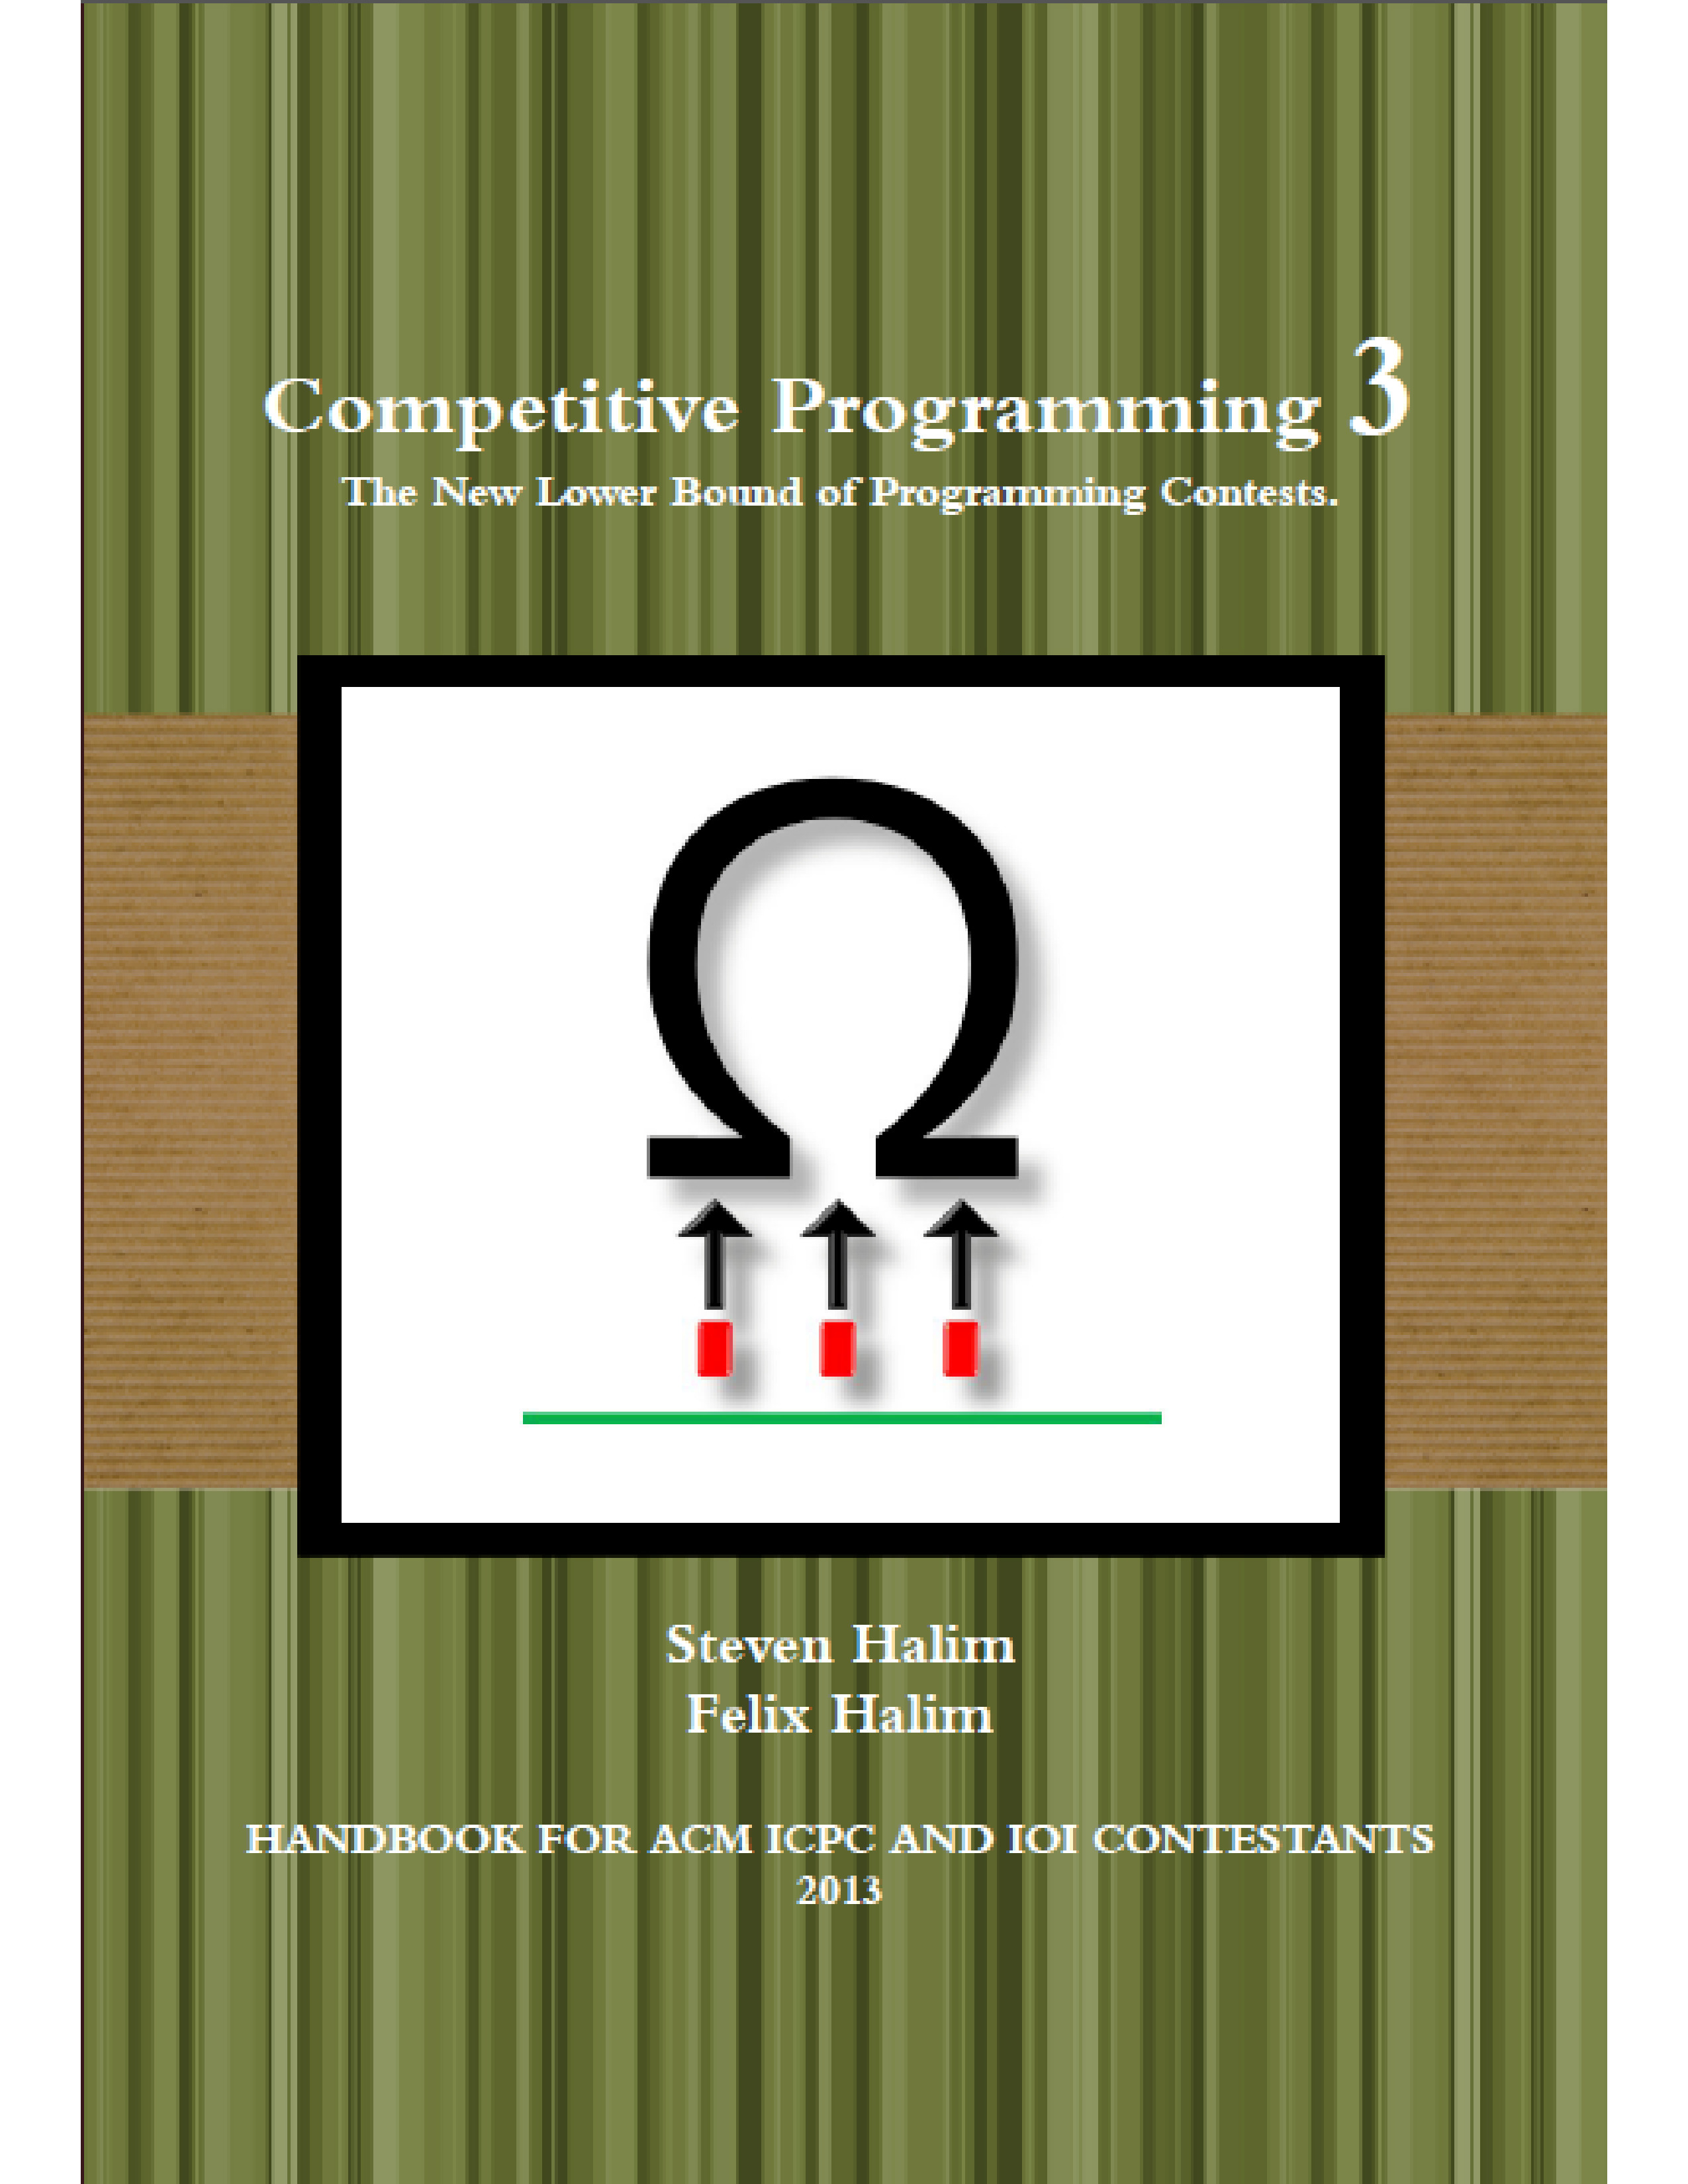 Competitive Programming 3
The New Lower Bound of Programming Contests.
Ω
Steven Halim
Felix Halim
HANDBOOK FOR ACM ICPC AND IOI CONTESTANTS
2013